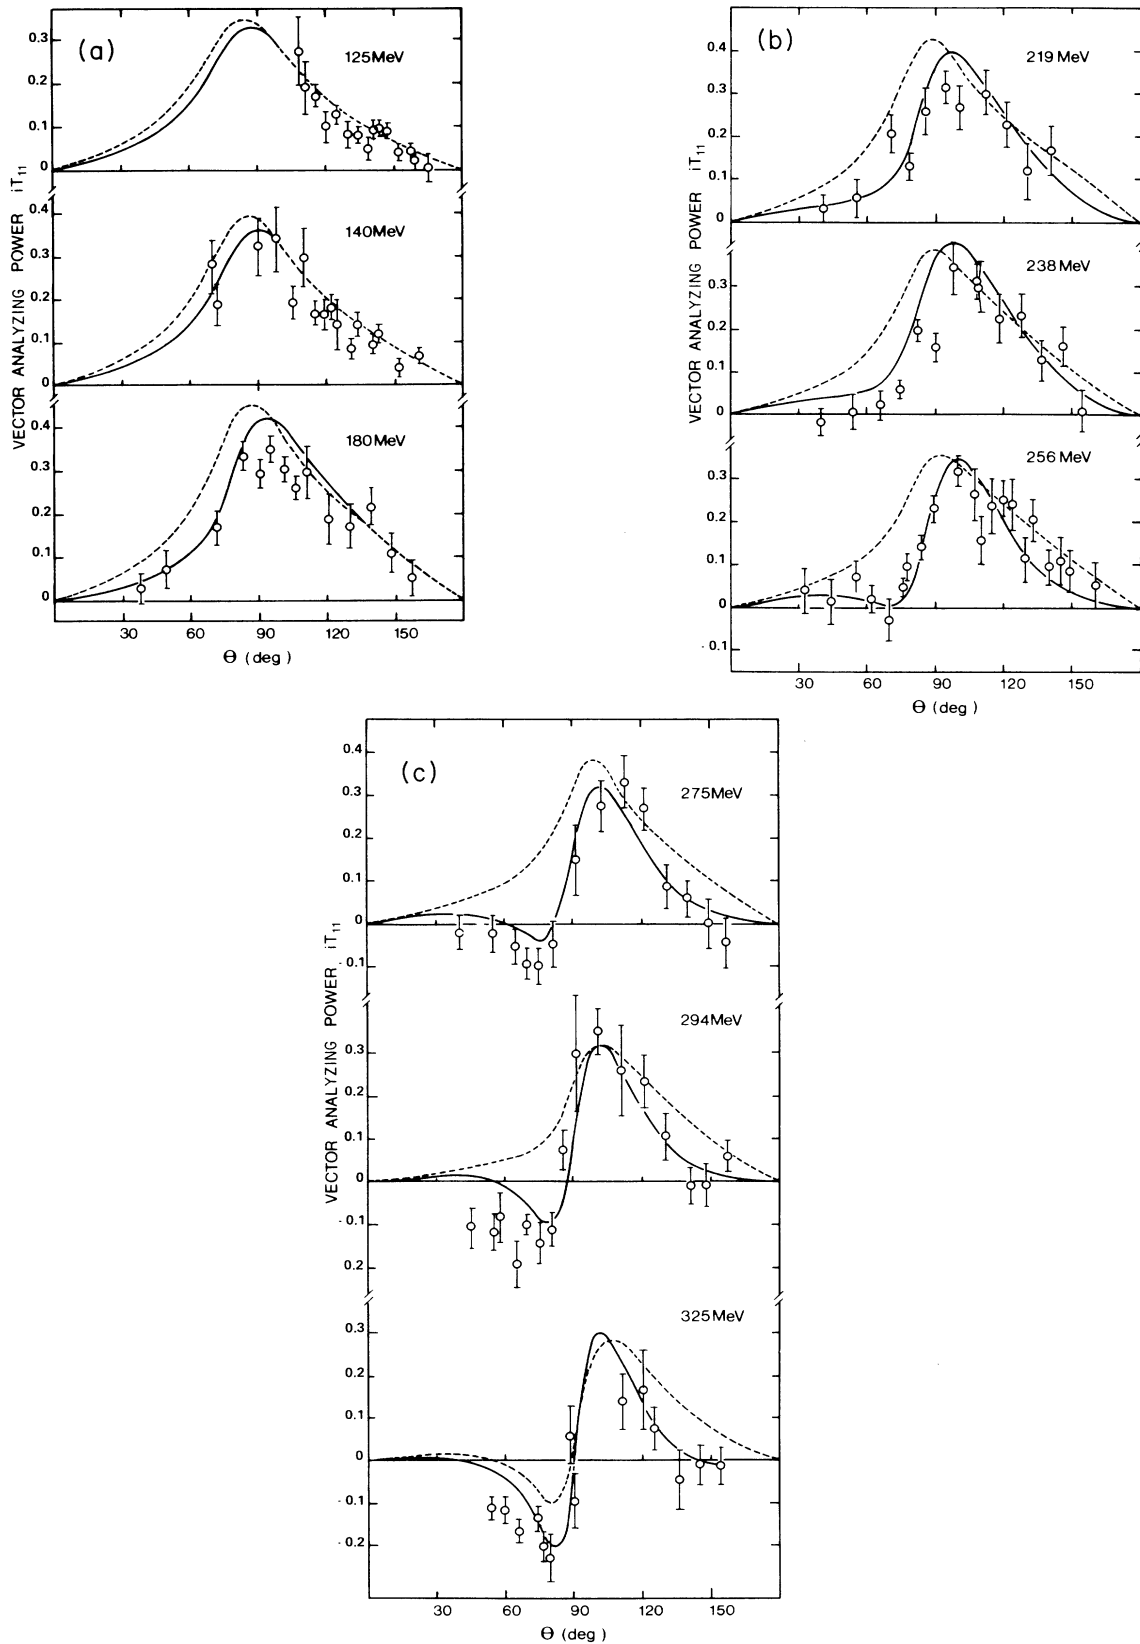 (a)
VECTOR ANALYZING POWER iT11
125MeV
0.3
0.2
0.1
0
140MeV
0.4
0.3
0.2
0.1
0
180MeV
0.4
0.3
0.2
0.1
0
30 60 90 120 150
Θ (deg)
(b)
VECTOR ANALYZING POWER iT11
219 MeV
0.4
0.3
0.2
0.1
0
238 MeV
0.3
0.2
0.1
0
256 MeV
0.3
0.2
0.1
0
-0.1
30 60 90 120 150
Θ (deg)
(c)
VECTOR ANALYZING POWER, iT11
275MeV
0.4
0.3
0.2
0.1
0
-0.1
294MeV
0.3
0.2
0.1
0
-0.1
0.2
325MeV
0.3
0.2
0.1
0
-0.1
-0.2
30 60 90 120 150
Θ (deg)